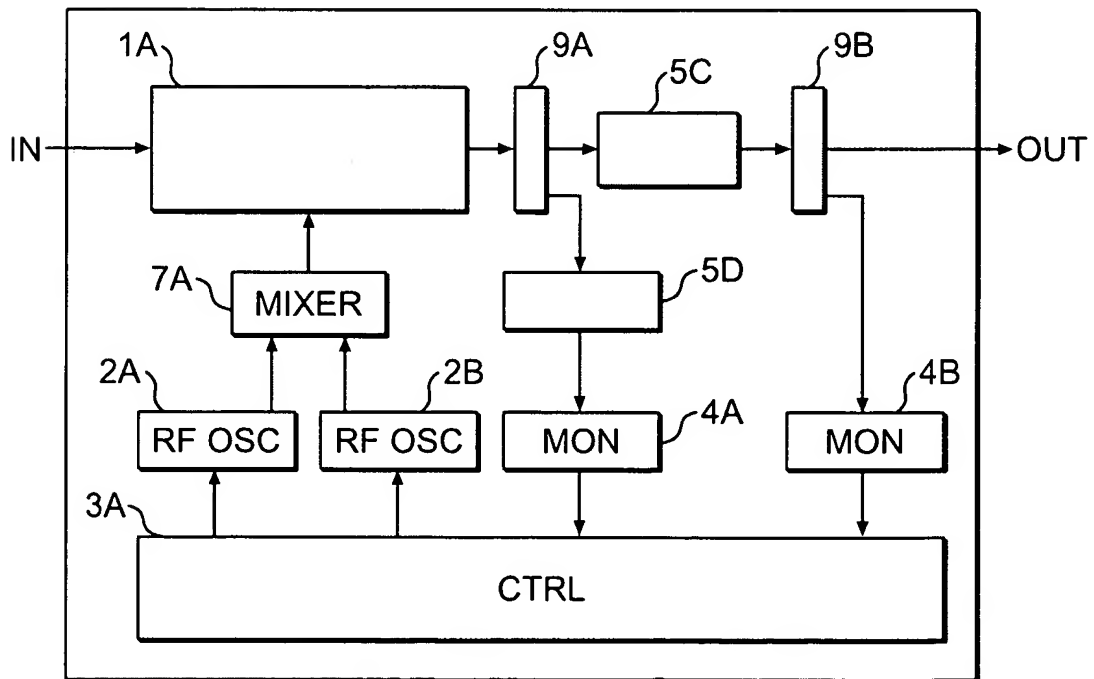 1A
9A
5C
9B
IN
OUT
7A
MIXER
5D
2A
2B
4A
4B
RF OSC
RF OSC
MON
MON
3A
CTRL